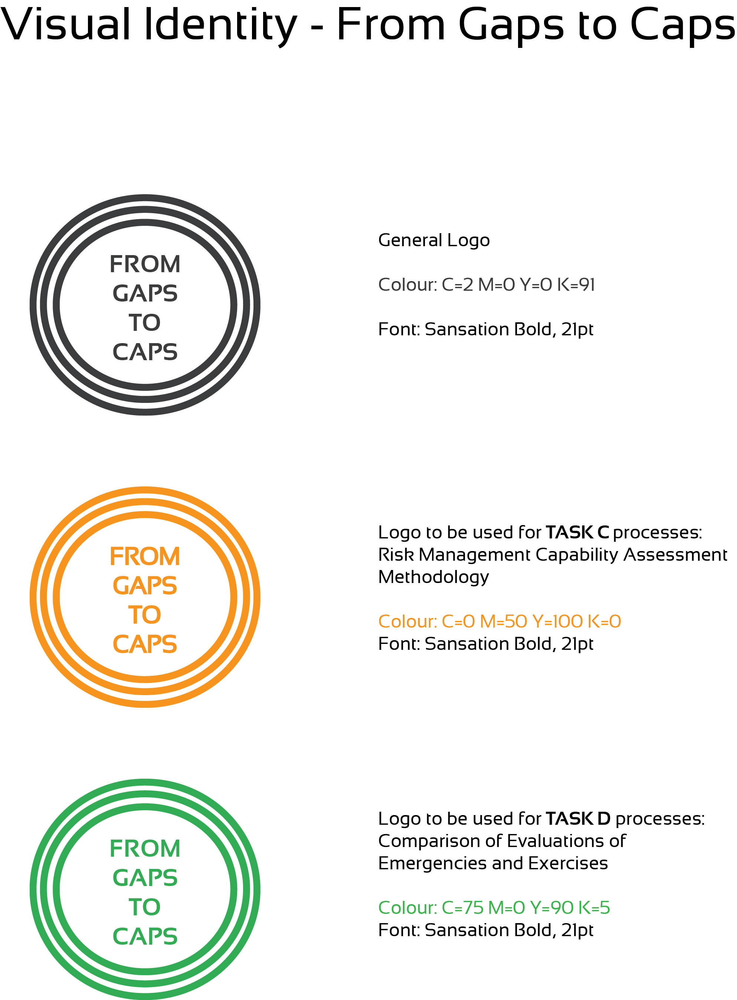 Visual Identity - From Gaps to Caps
FROM
GAPS
TO
CAPS
General Logo
Colour: C=2 M=0 Y=0 K=91
Font: Sansation Bold, 21pt
FROM
GAPS
TO
CAPS
Logo to be used for TASK C processes:
Risk Management Capability Assessment
Methodology
Colour: C=0 M=50 Y=100 K=0
Font: Sansation Bold, 21pt
FROM
GAPS
TO
CAPS
Logo to be used for TASK D processes:
Comparison of Evaluations of
Emergencies and Exercises
Colour: C=75 M=0 Y=90 K=5
Font: Sansation Bold, 21pt